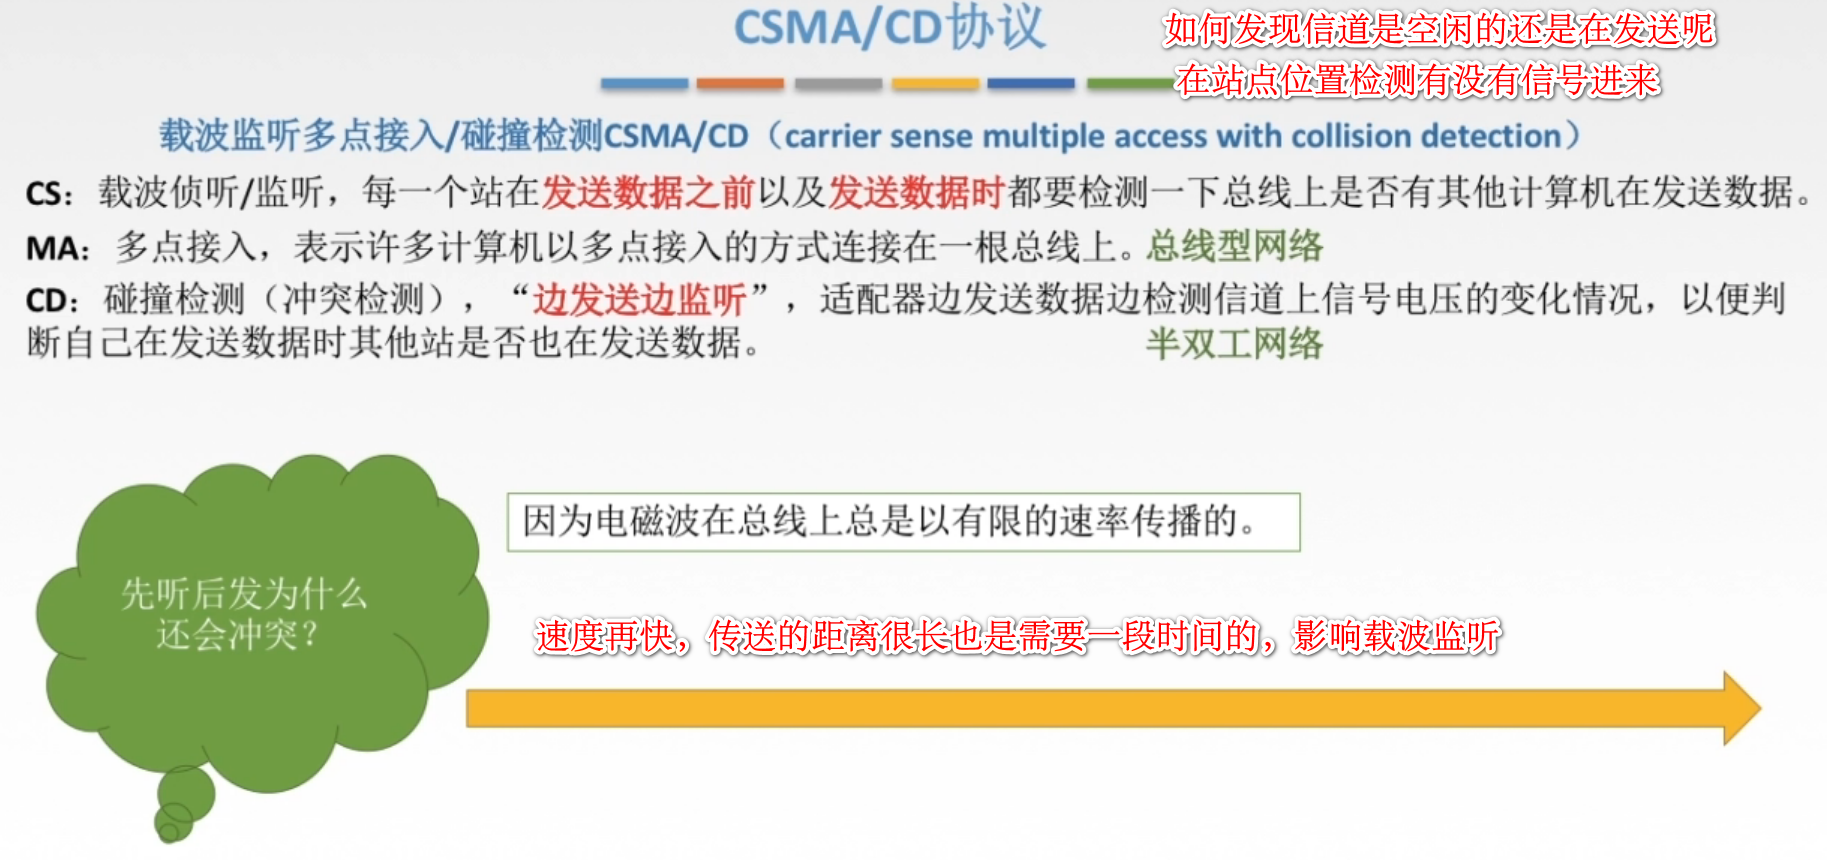 CSMA/CD协议
如何发现信道是空闲的还是在发送呢
在站点位置检测有没有信号进来
载波监听多点接入/碰撞检测CSMA/CD（carrier sense multiple access with collision detection）
CS：载波侦听/监听，每一个站在发送数据之前以及发送数据时都要检测一下总线上是否有其他计算机在发送数据。
MA：多点接入，表示许多计算机以多点接入的方式连接在一根总线上。总线型网络
CD：碰撞检测（冲突检测），“边发送边监听”，适配器边发送数据边检测信道上信号电压的变化情况，以便判
断自己在发送数据时其他站是否也在发送数据。 半双工网络
因为电磁波在总线上总是以有限的速率传播的。
先听后发为什么
还会冲突？
速度再快，传送的距离很长也是需要一段时间的，影响载波监听